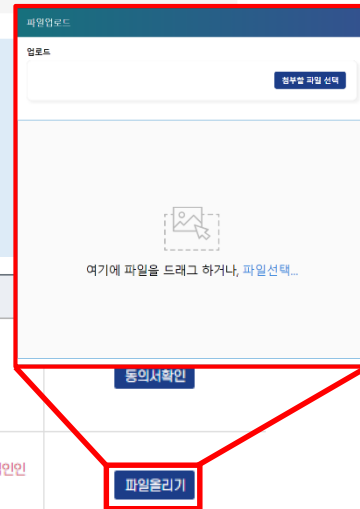 파일업로드
업로드
첨부할 파일 선택
여기에 파일을 드래그 하거나, 파일선택...
동의서확인
인인
파일올리기